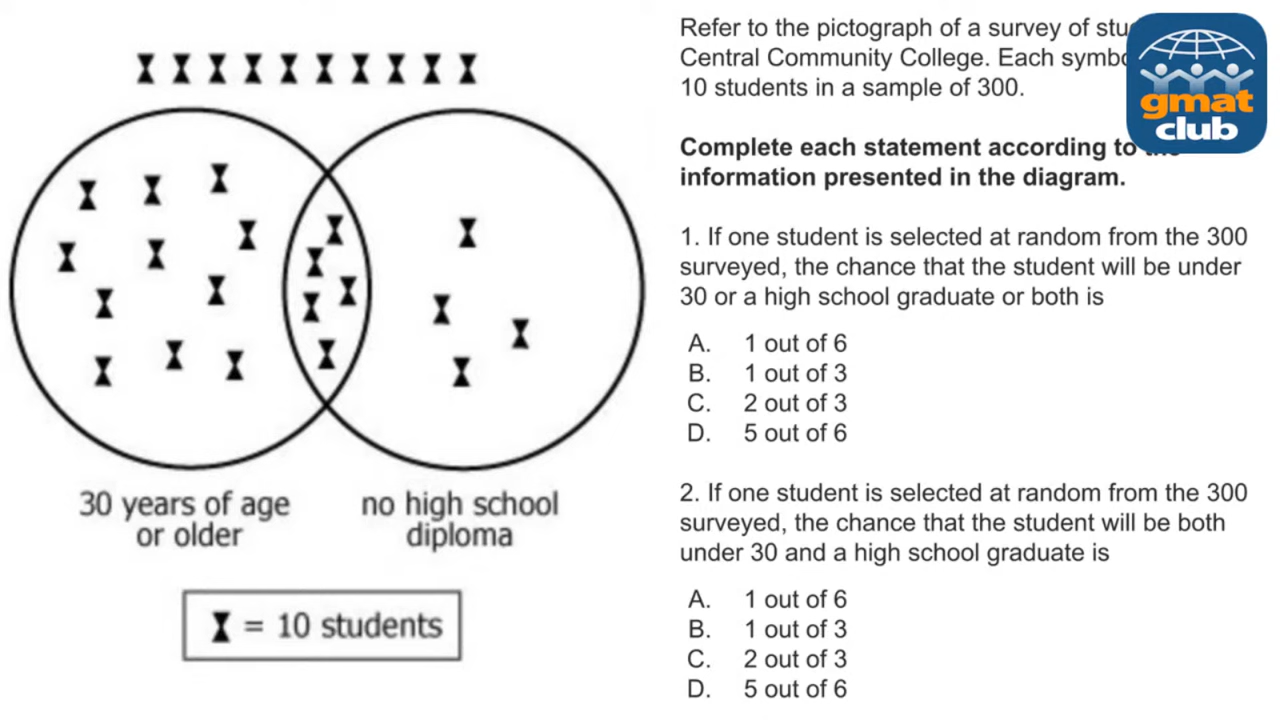 Refer to the pictograph of a survey of
Central Community College. Each
10 students in a sample of 300.
Complete each statement according to
information presented in the diagram.
1. If one student is selected at random from the 300
surveyed, the chance that the student will be under
30 or a high school graduate or both is
A. 1 out of 6
B. 1 out of 3
C. 2 out of 3
D. 5 out of 6
2. If one student is selected at random from the 300
surveyed, the chance that the student will be both
under 30 and a high school graduate is
A. 1 out of 6
B. 1 out of 3
C. 2 out of 3
D. 5 out of 6
30 years of age
or older
no high school
diploma
= 10 students
gmat
club